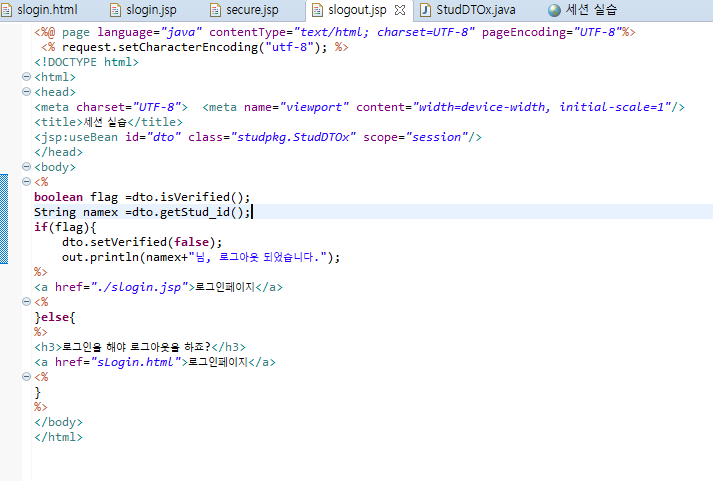 slogin.html slogin.jsp secure.jsp slogout.jsp StudDTOx.java 세션 실습
<%@ page language="java" contentType="text/html; charset=UTF-8" pageEncoding="UTF-8"%>
<% request.setCharacterEncoding("utf-8"); %>
<!DOCTYPE html>
<html>
<head>
<meta charset="UTF-8">  <meta name="viewport" content="width=device-width, initial-scale=1"/>
<title>세션 실습</title>
<jsp:useBean id="dto" class="studpkg.StudDTOx" scope="session"/>
</head>
<body>
<%
boolean flag =dto.isVerified();
String namex =dto.getStud_id();
if(flag){
    dto.setVerified(false);
    out.println(namex+"님, 로그아웃 되었습니다.");
%>
<a href="./slogin.jsp">로그인페이지</a>
<%
}else{
%>
<h3>로그인을 해야 로그아웃을 하죠?</h3>
<a href="sLogin.html">로그인페이지</a>
<%
}
%>
</body>
</html>